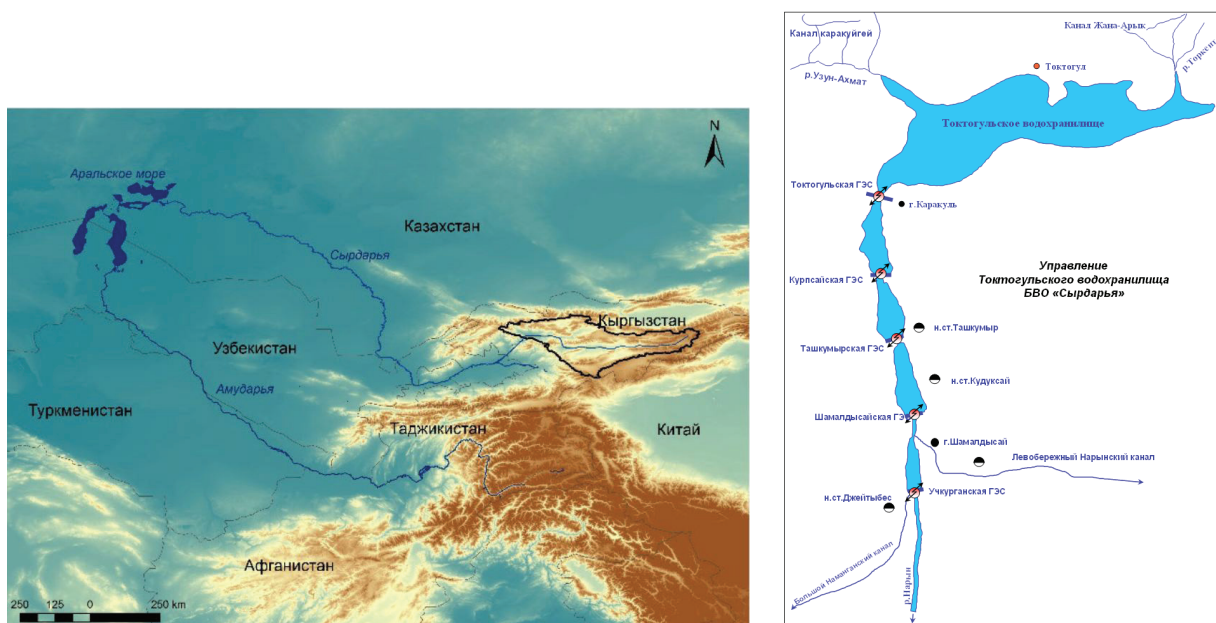 Аральское море
N
Казахстан
Сырдарья
Кыргызстан
Узбекистан
Амударья
Туркменистан
Таджикистан
Китай
Афганистан
250 125 0 250 km
Канал каракуйгей
Канал Жана-Арык
р.Торкент
Токтогул
р.Узун-Ахмат
Токтогульское водохранилище
Токтогульская ГЭС
г.Каракуль
Управление
Токтогульского водохранилища
БВО «Сырдарья»
Курпсайская ГЭС
н.ст.Ташкумыр
Ташкумырская ГЭС
н.ст.Кудуксай
Шамалдысайская ГЭС
г.Шамалдысай
Левобережный Нарынский канал
Учкурганская ГЭС
н.ст.Джейтыбес
Большой Наманганский канал
р.Нарын